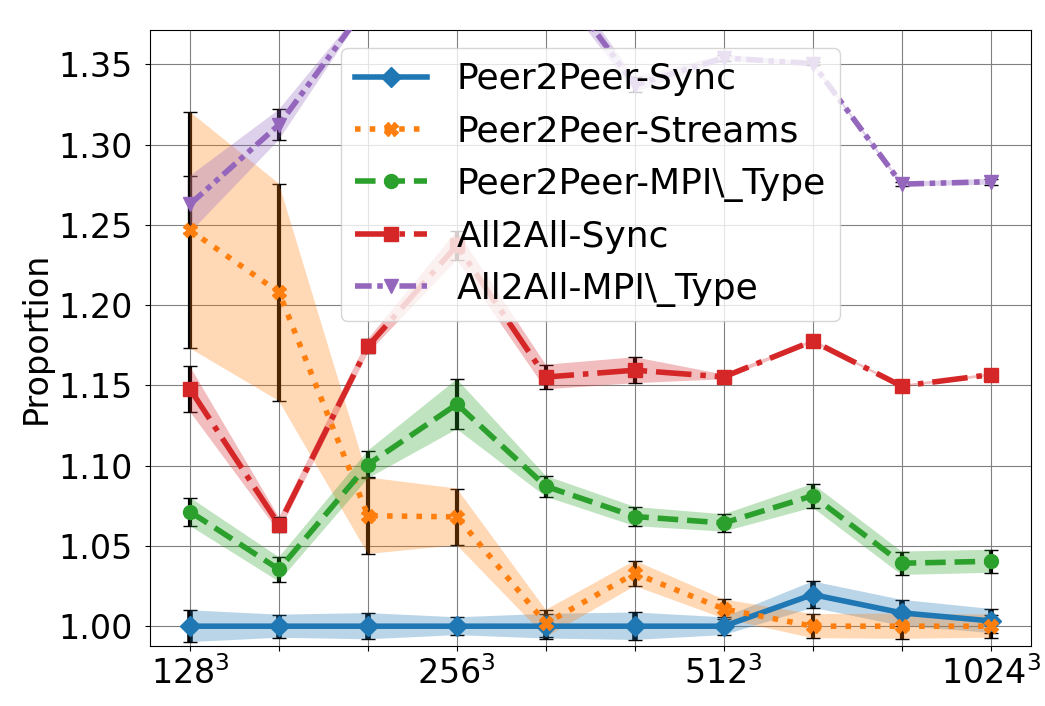 Proportion
1.35
1.30
1.25
1.20
1.15
1.10
1.05
1.00
Peer2Peer-Sync
Peer2Peer-Streams
Peer2Peer-MPI\_Type
All2All-Sync
All2All-MPI\_Type
128³ 256³ 512³ 1024³